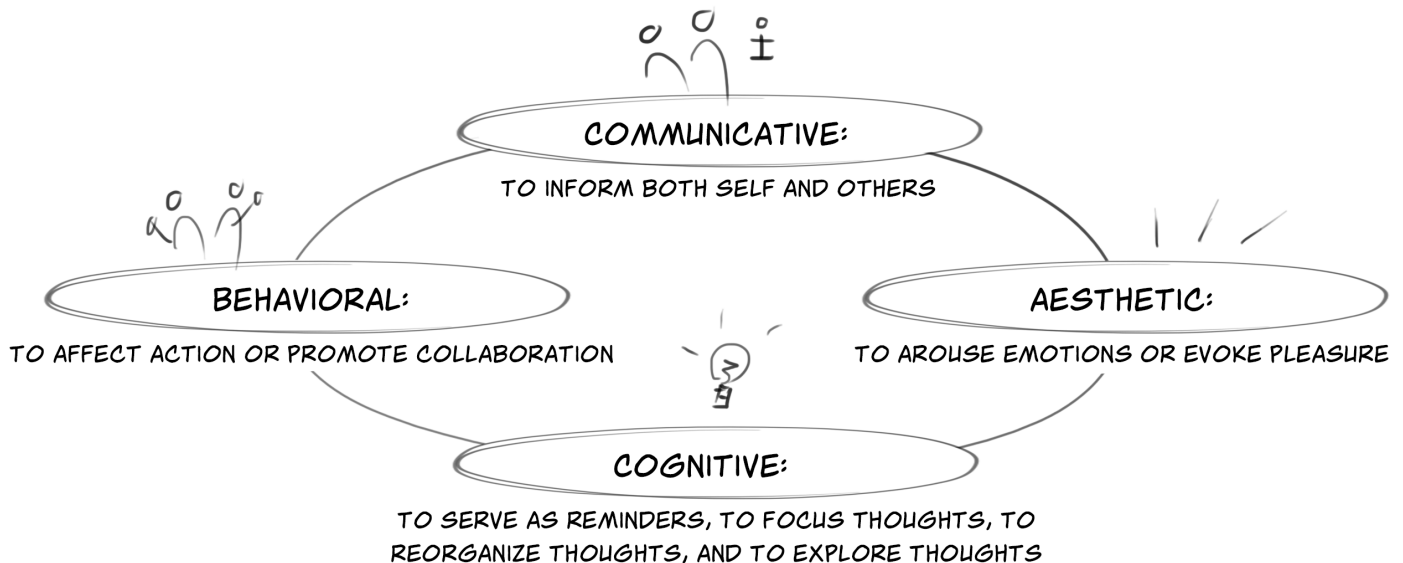 COMMUNICATIVE:
TO INFORM BOTH SELF AND OTHERS
BEHAVIORAL:
TO AFFECT ACTION OR PROMOTE COLLABORATION
AESTHETIC:
TO AROUSE EMOTIONS OR EVOKE PLEASURE
COGNITIVE:
TO SERVE AS REMINDERS, TO FOCUS THOUGHTS, TO
REORGANIZE THOUGHTS, AND TO EXPLORE THOUGHTS